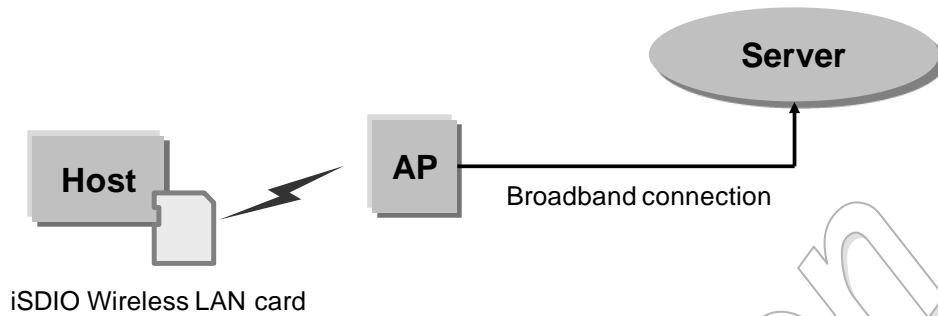 Server
Host
AP
Broadband connection
iSDIO Wireless LAN card